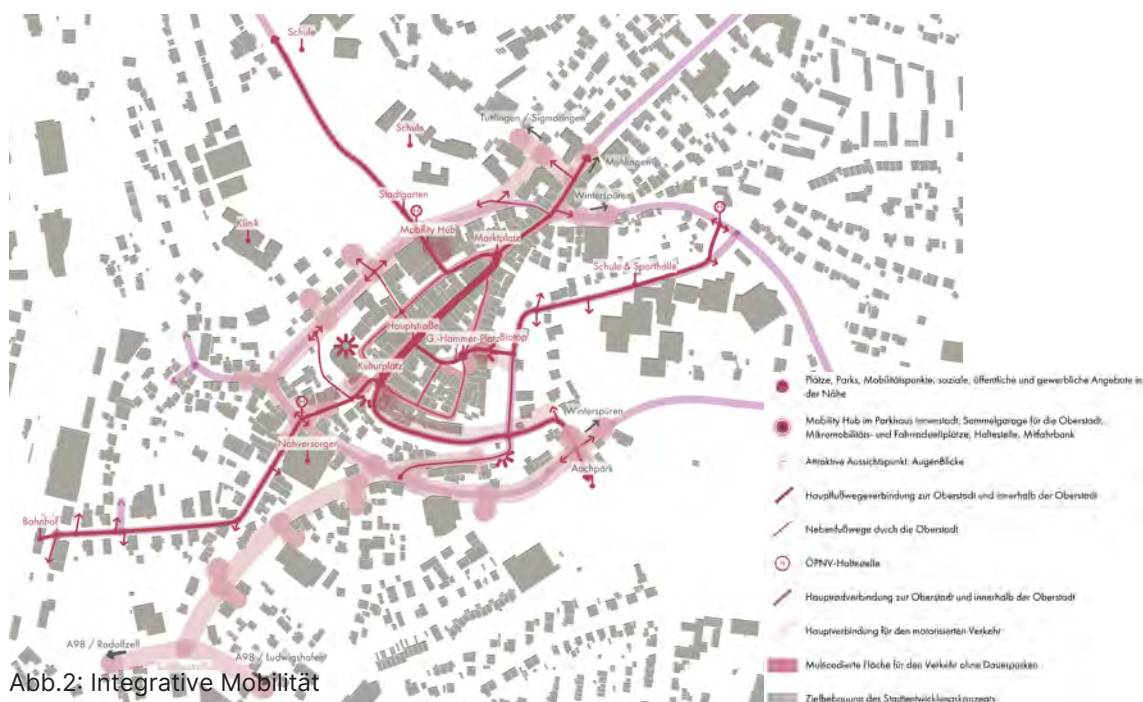 Schule
Tuttlingen / Sigmaringen
Schule
Mühlingen
Stadtgarten
Winterspüren
Klinik
Mobility Hub
Marktplatz
Schule & Sporthalle
Hauptstraße
G.-Hammer-Platz
Biotop
Kulturplatz
Winterspüren
Nahversorger
Aachpark
Bahnhof
A98 / Radolfzell
A98 / Ludwigshafen
Abb.2: Integrative Mobilität
Plätze, Parks, Mobilitätspunkte, soziale, öffentliche und gewerbliche Angebote in
der Nähe
Mobility Hub im Parkhaus Innenstadt: Sammelgarage für die Oberstadt,
Mikromobilitäts- und Fahrradstellplätze, Haltestelle, Mitfahrbank
Attraktive Aussichtspunkt: AugenBlicke
Hauptfußwegeverbindung zur Oberstadt und innerhalb der Oberstadt
Nebenfußwege durch die Oberstadt
H
ÖPNV-Haltestelle
Hauptradverbindung zur Oberstadt und innerhalb der Oberstadt
Hauptverbindung für den motorisierten Verkehr
Multicodierte Fläche für den Verkehr ohne Dauerparken
Zielbebauung des Stadtentwicklungskonzepts